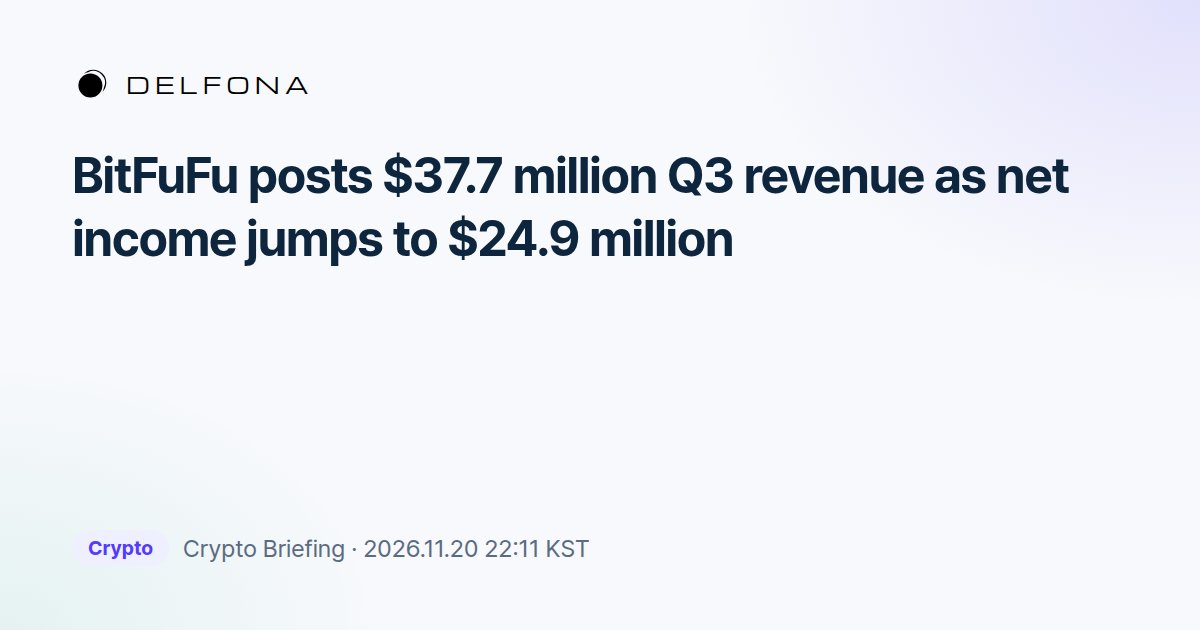 DELFONA
BitFuFu posts $37.7 million Q3 revenue as net
income jumps to $24.9 million
Crypto Crypto Briefing · 2026.11.20 22:11 KST